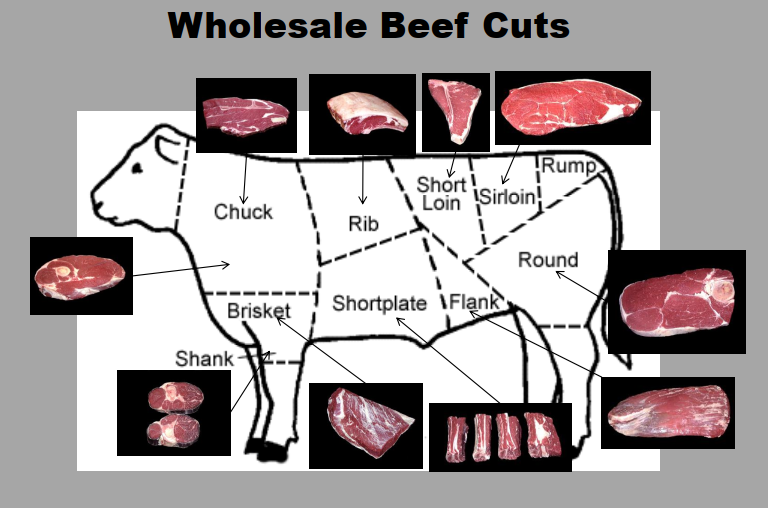 Wholesale Beef Cuts
Rump
Short
Loin
Sirloin
Chuck
Rib
Round
Brisket
Shortplate
Flank
Shank